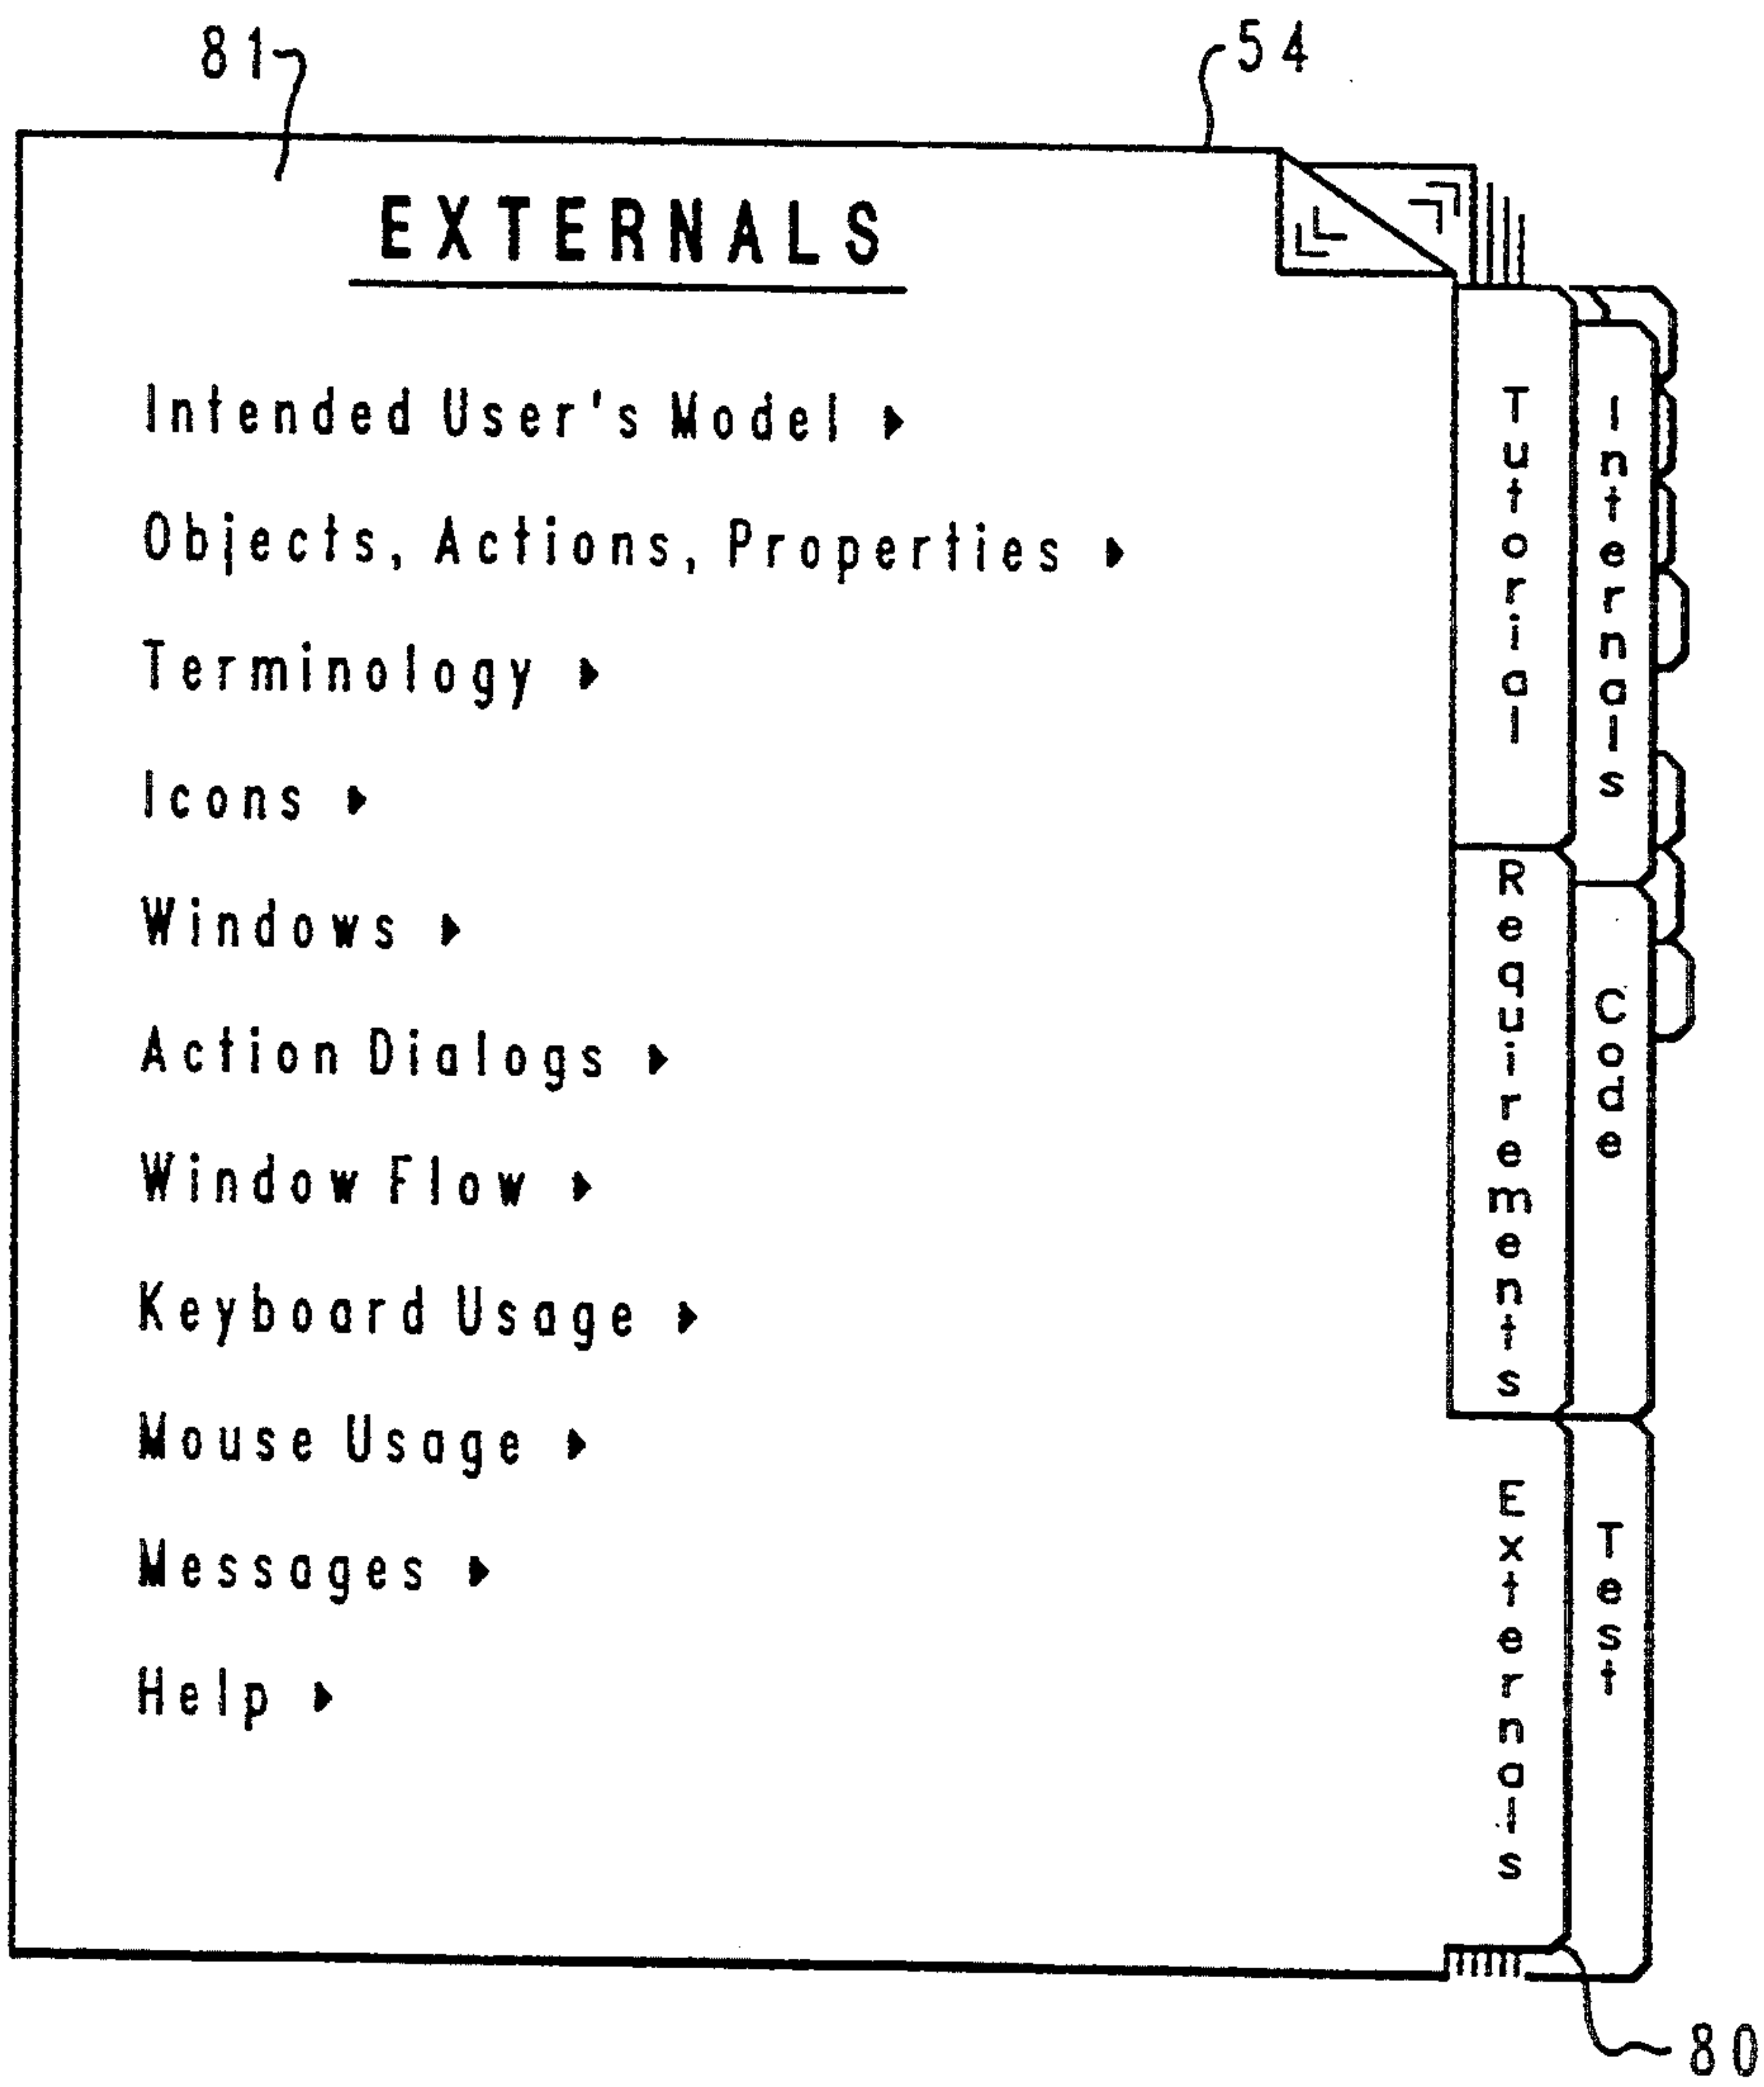 81
54
EXTERNALS
Intended User's Model
Objects, Actions, Properties
Terminology
Icons
Windows
Action Dialogs
Window Flow
Keyboard Usage
Mouse Usage
Messages
Help
Tutorial
Requirements
Externals
Internals
Code
Test
80